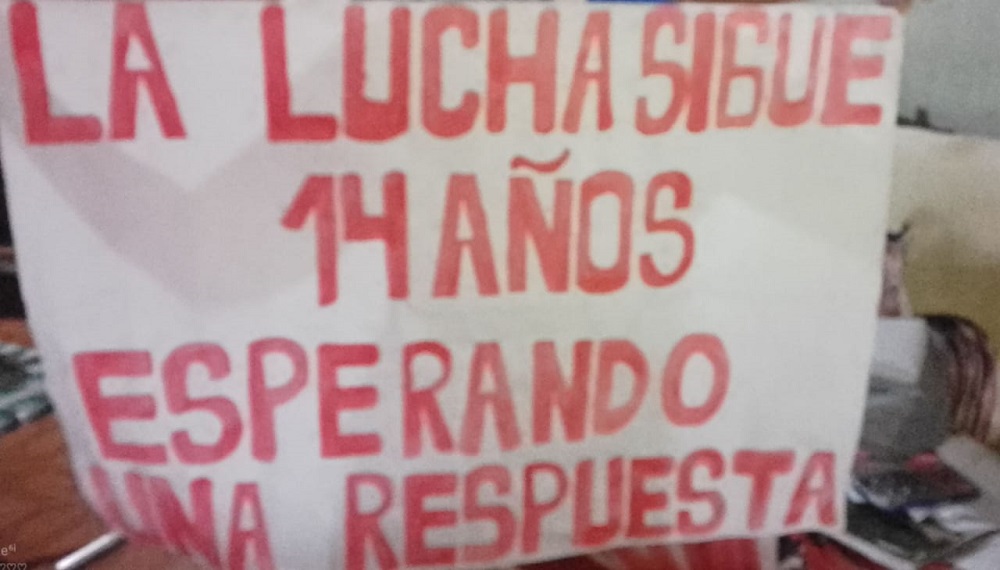 LA LUCHA SIGUE
14 AÑOS
ESPERANDO
UNA RESPUESTA